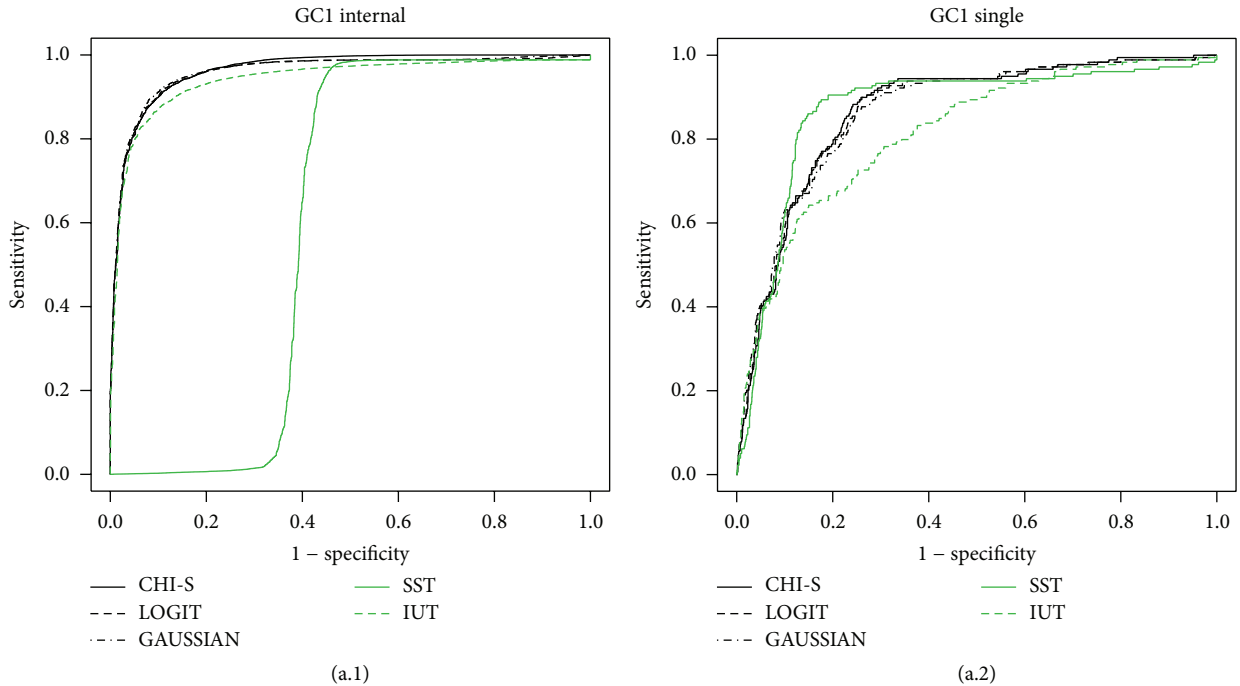 GC1 internal
1.0
0.8
0.6
0.4
0.2
0.0
Sensitivity
0.0 0.2 0.4 0.6 0.8 1.0
1 − specificity
CHI-S
LOGIT
GAUSSIAN
SST
IUT
(a.1)
GC1 single
1.0
0.8
0.6
0.4
0.2
0.0
Sensitivity
0.0 0.2 0.4 0.6 0.8 1.0
1 − specificity
CHI-S
LOGIT
GAUSSIAN
SST
IUT
(a.2)